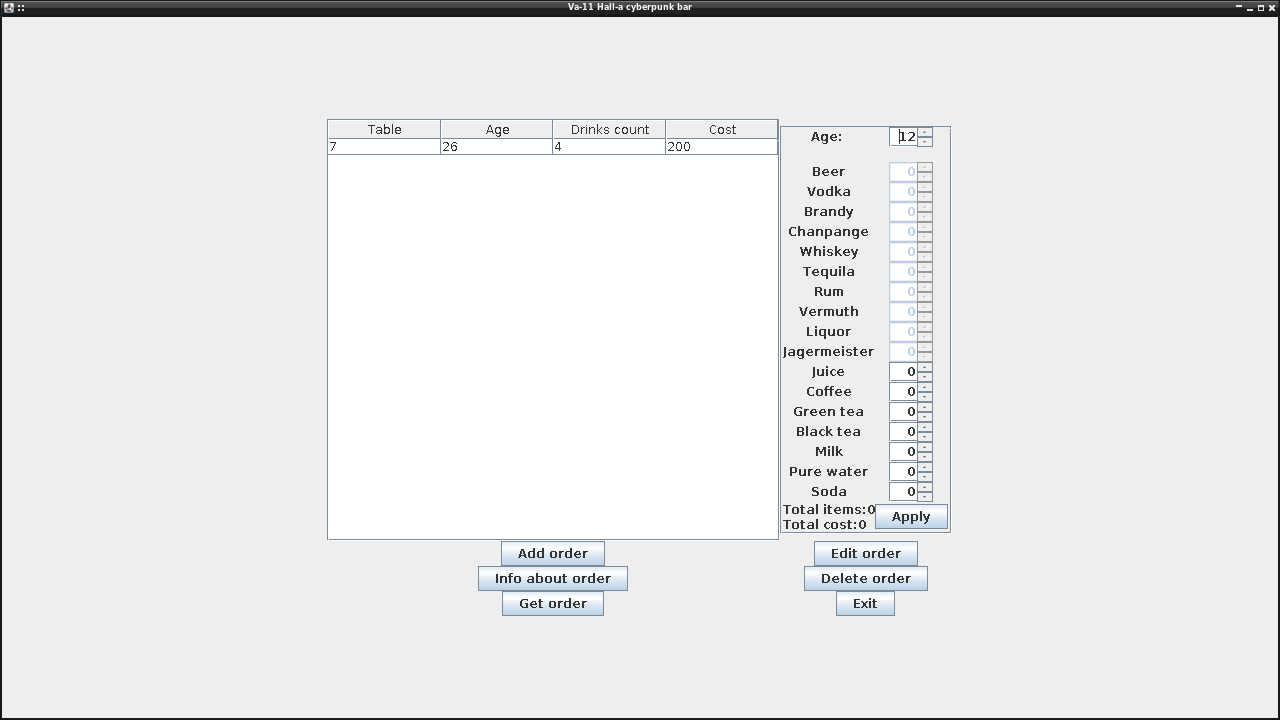 Va-11 Hall-a cyberpunk bar
Table Age Drinks count Cost
7 26 4 200
Age: 12
Beer 0
Vodka 0
Brandy 0
Chanpange 0
Whiskey 0
Tequila 0
Rum 0
Vermuth 0
Liquor 0
Jagermeister 0
Juice 0
Coffee 0
Green tea 0
Black tea 0
Milk 0
Pure water 0
Soda 0
Total items:0
Total cost:0
Apply
Add order
Edit order
Info about order
Delete order
Get order
Exit